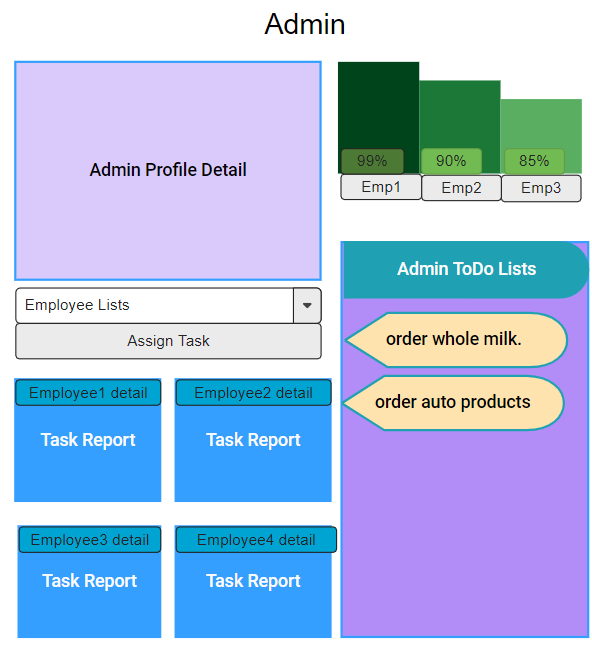 Admin
Admin Profile Detail
99%
90%
85%
Emp1
Emp2
Emp3
Employee Lists
Assign Task
Admin ToDo Lists
order whole milk.
order auto products
Employee1 detail
Task Report
Employee2 detail
Task Report
Employee3 detail
Task Report
Employee4 detail
Task Report